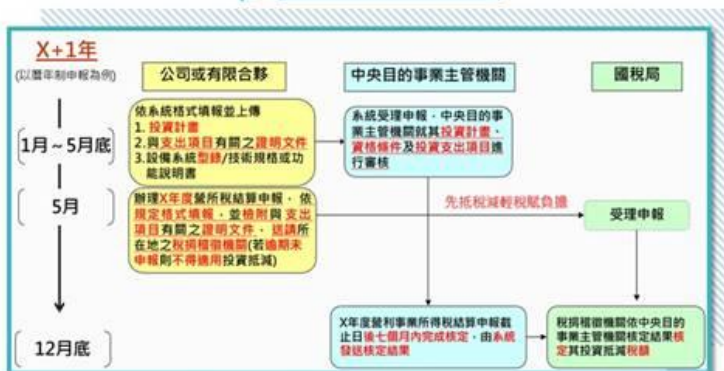 X+1年
(以曆年制申報為例)
公司或有限合夥
中央目的事業主管機關
國稅局
1月~5月底
依系統格式填報並上傳
1. 投資計畫
2.與支出項目有關之證明文件
3.設備系統型錄/技術規格或功
能說明書
系統受理申報，中央目的事
業主管機關就其投資計畫、
資格條件及投資支出項目進
行審核
5月
辦理X年度營所稅結算申報，依
規定格式填報，並檢附與支出
項目有關之證明文件，送請所
在地之稅捐稽徵機關(若逾期未
申報則不得適用投資抵減)
先抵稅減輕稅賦負擔
受理申報
12月底
X年度營利事業所得稅結算申報截
止日後七個月內完成核定，由系統
發送核定結果
稅捐稽徵機關依中央目的
事業主管機關核定結果核
定其投資抵減稅額